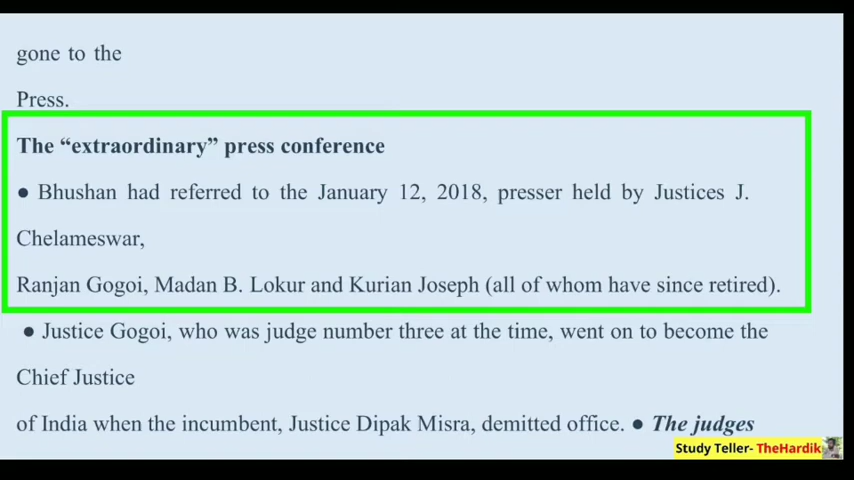 gone to the
Press.
The “extraordinary” press conference
● Bhushan had referred to the January 12, 2018, presser held by Justices J.
Chelameswar,
Ranjan Gogoi, Madan B. Lokur and Kurian Joseph (all of whom have since retired).
● Justice Gogoi, who was judge number three at the time, went on to become the
Chief Justice
of India when the incumbent, Justice Dipak Misra, demitted office. ● The judges
Study Teller- TheHardik